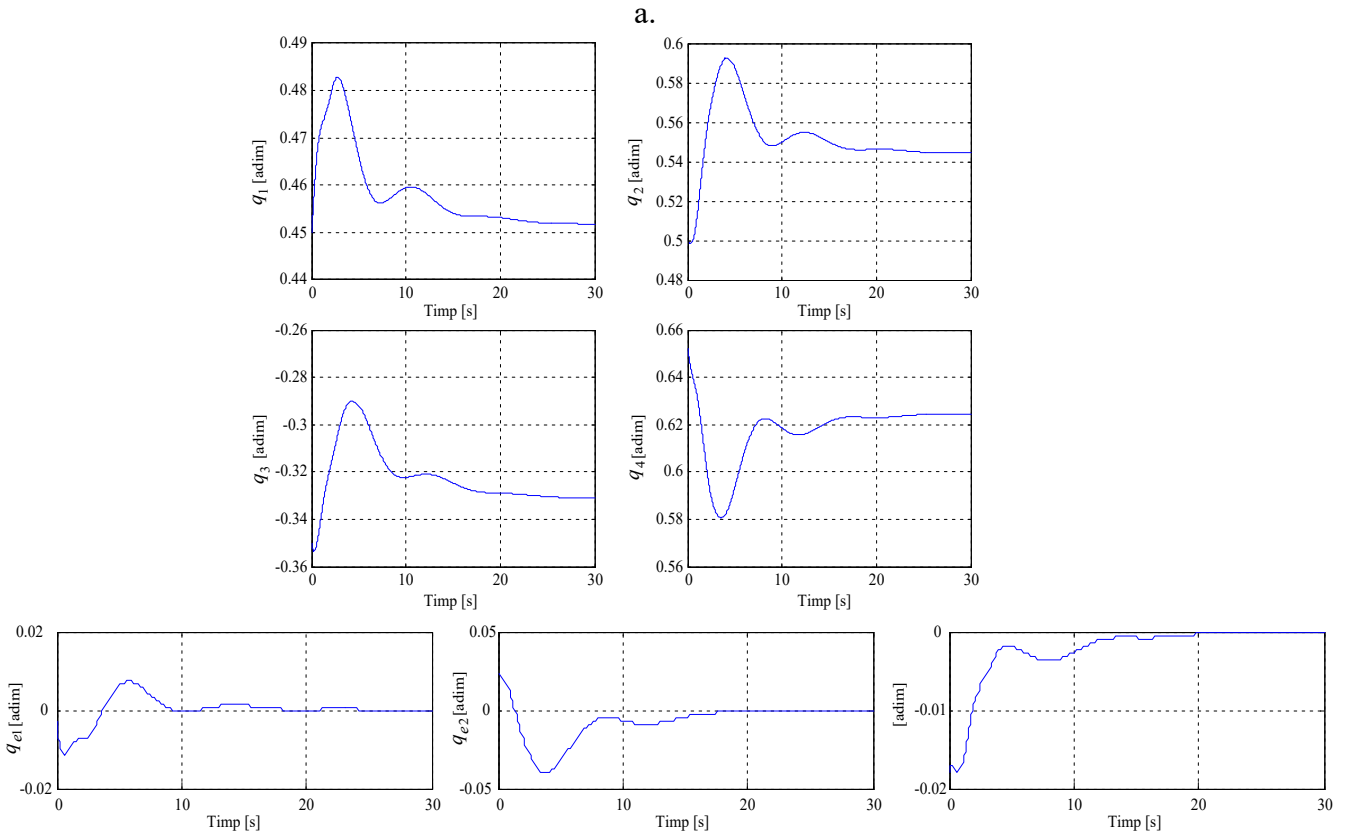 a.
0.49
0.48
0.47
0.46
0.45
0.44
q1 [adim]
0 10 20 30
Timp [s]
0.6
0.58
0.56
0.54
0.52
0.5
0.48
q2 [adim]
0 10 20 30
Timp [s]
-0.26
-0.28
-0.3
-0.32
-0.34
-0.36
q3 [adim]
0 10 20 30
Timp [s]
0.66
0.64
0.62
0.6
0.58
0.56
q4 [adim]
0 10 20 30
Timp [s]
0.02
0
-0.02
qe1 [adim]
0 10 20 30
Timp [s]
0.05
0
-0.05
qe2 [adim]
0 10 20 30
Timp [s]
0
-0.01
-0.02
[adim]
0 10 20 30
Timp [s]